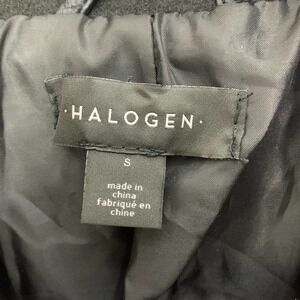 ·HALOGEN·
S
made in
china
fabriqué en
chine